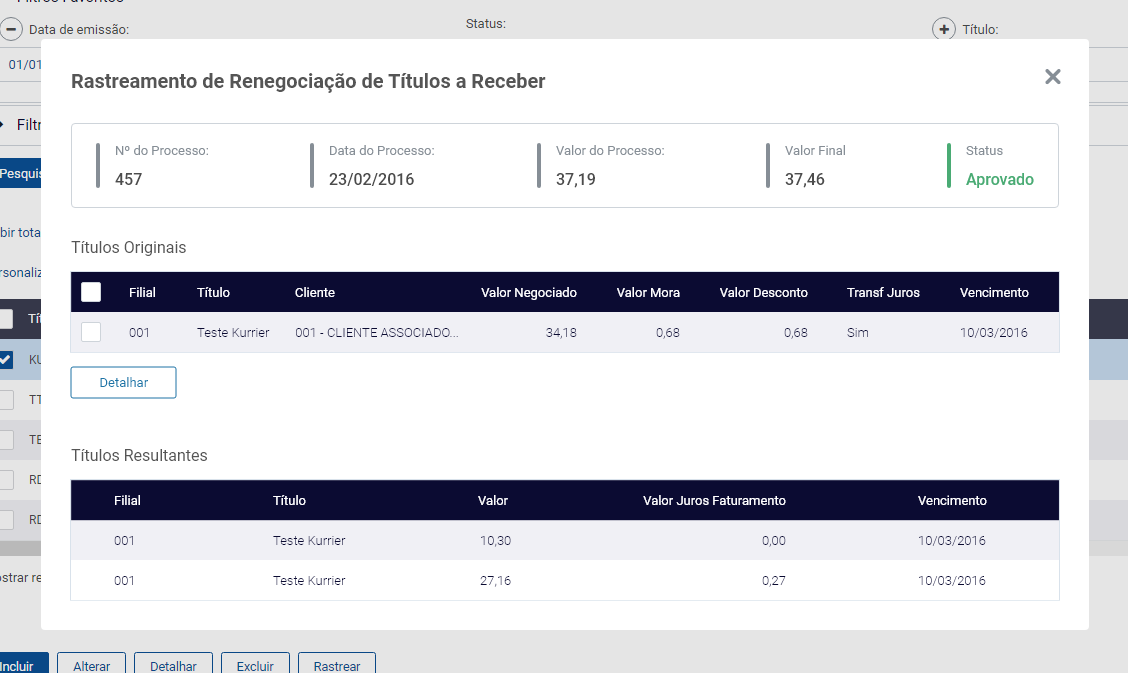 Data de emissão:
Status:
Título:
01/01
Rastreamento de Renegociação de Títulos a Receber
Filtr
Nº do Processo:
457
Data do Processo:
23/02/2016
Valor do Processo:
37,19
Valor Final
37,46
Status
Aprovado
Pesquis
bir tota
Títulos Originais
rsonaliz
Filial Título Cliente Valor Negociado Valor Mora Valor Desconto Transf Juros Vencimento
Tít
001 Teste Kurrier 001 - CLIENTE ASSOCIADO... 34,18 0,68 0,68 Sim 10/03/2016
KU
Detalhar
TT
TE
Títulos Resultantes
RD
Filial Título Valor Valor Juros Faturamento Vencimento
RD
001 Teste Kurrier 10,30 0,00 10/03/2016
ostrar re
001 Teste Kurrier 27,16 0,27 10/03/2016
Incluir Alterar Detalhar Excluir Rastrear